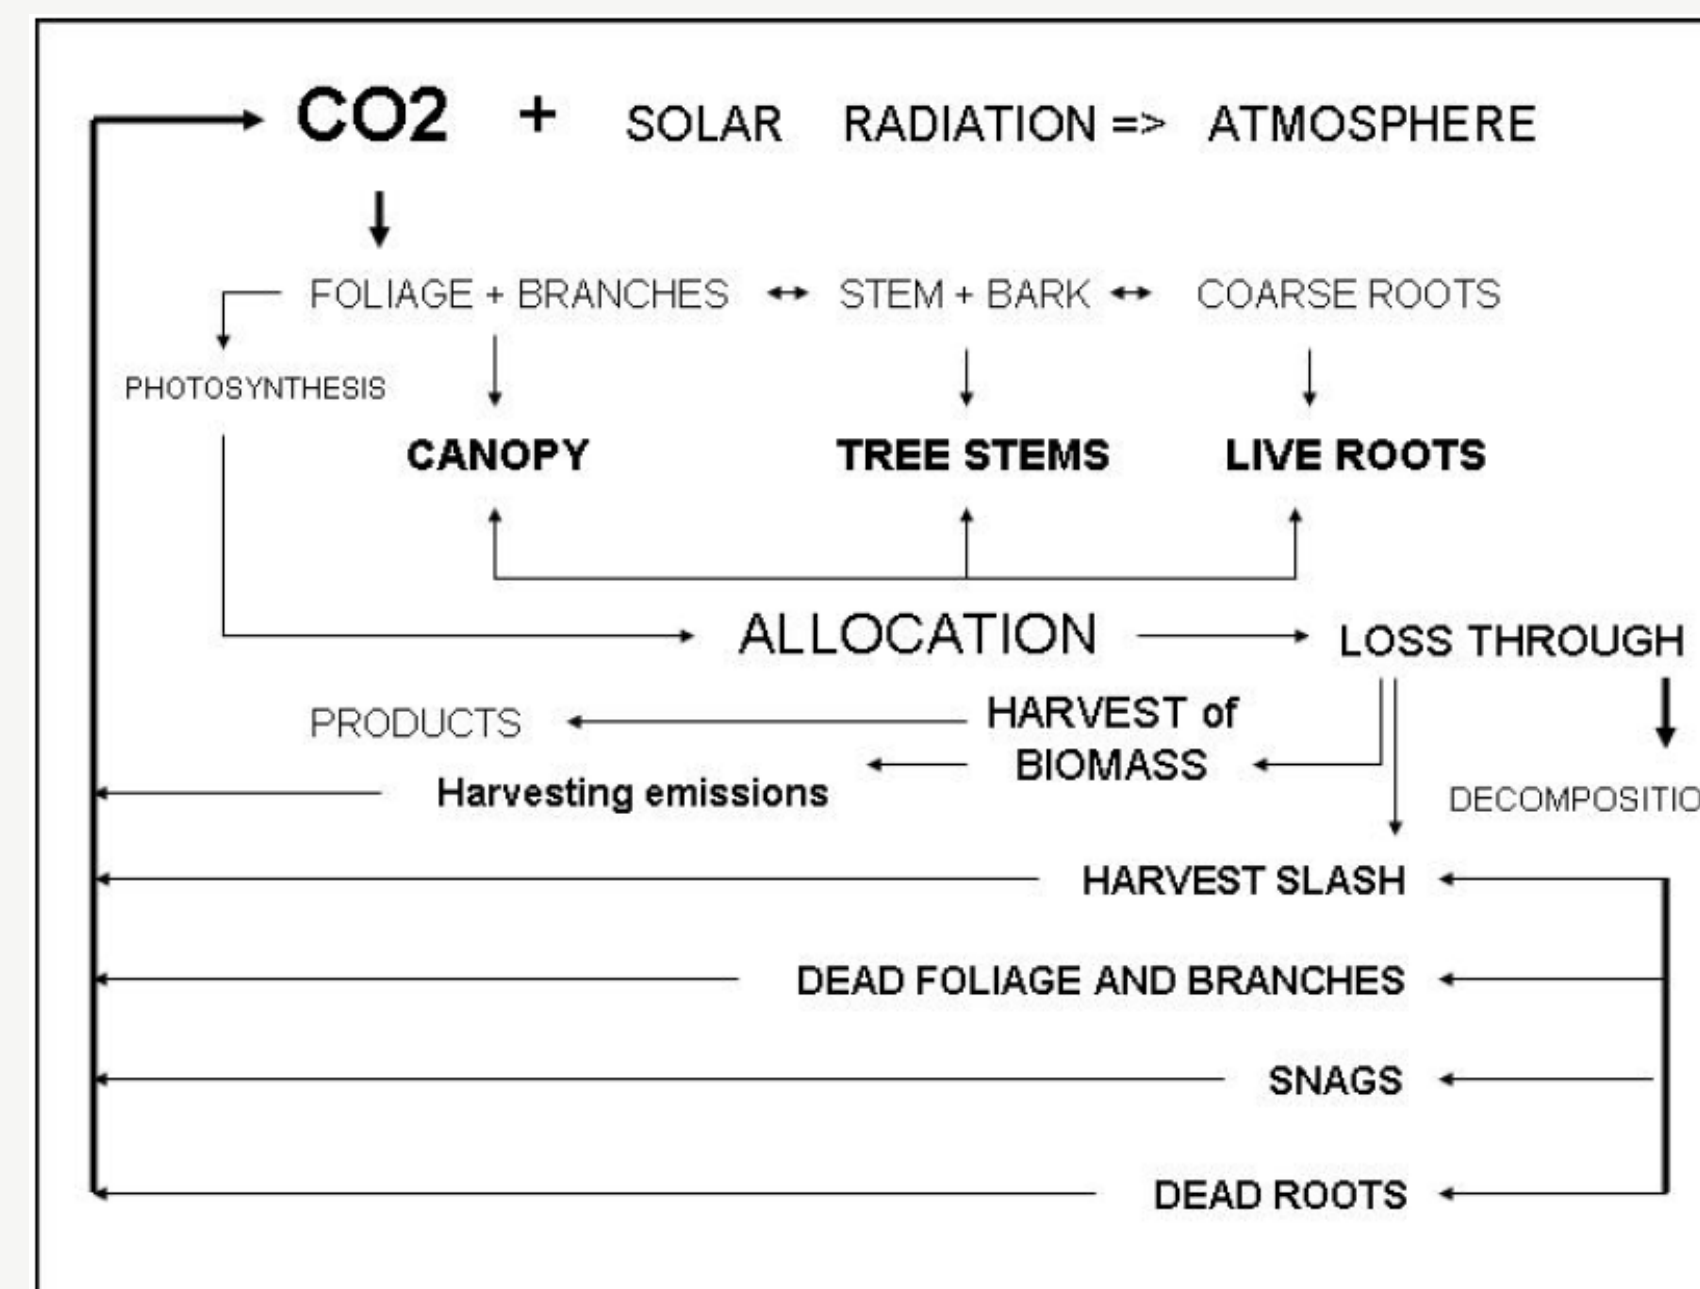 CO2 + SOLAR RADIATION => ATMOSPHERE
FOLIAGE + BRANCHES STEM + BARK COARSE ROOTS
PHOTOSYNTHESIS
CANOPY TREE STEMS LIVE ROOTS
ALLOCATION LOSS THROUGH
PRODUCTS HARVEST of
BIOMASS
Harvesting emissions DECOMPOSITIO
HARVEST SLASH
DEAD FOLIAGE AND BRANCHES
SNAGS
DEAD ROOTS